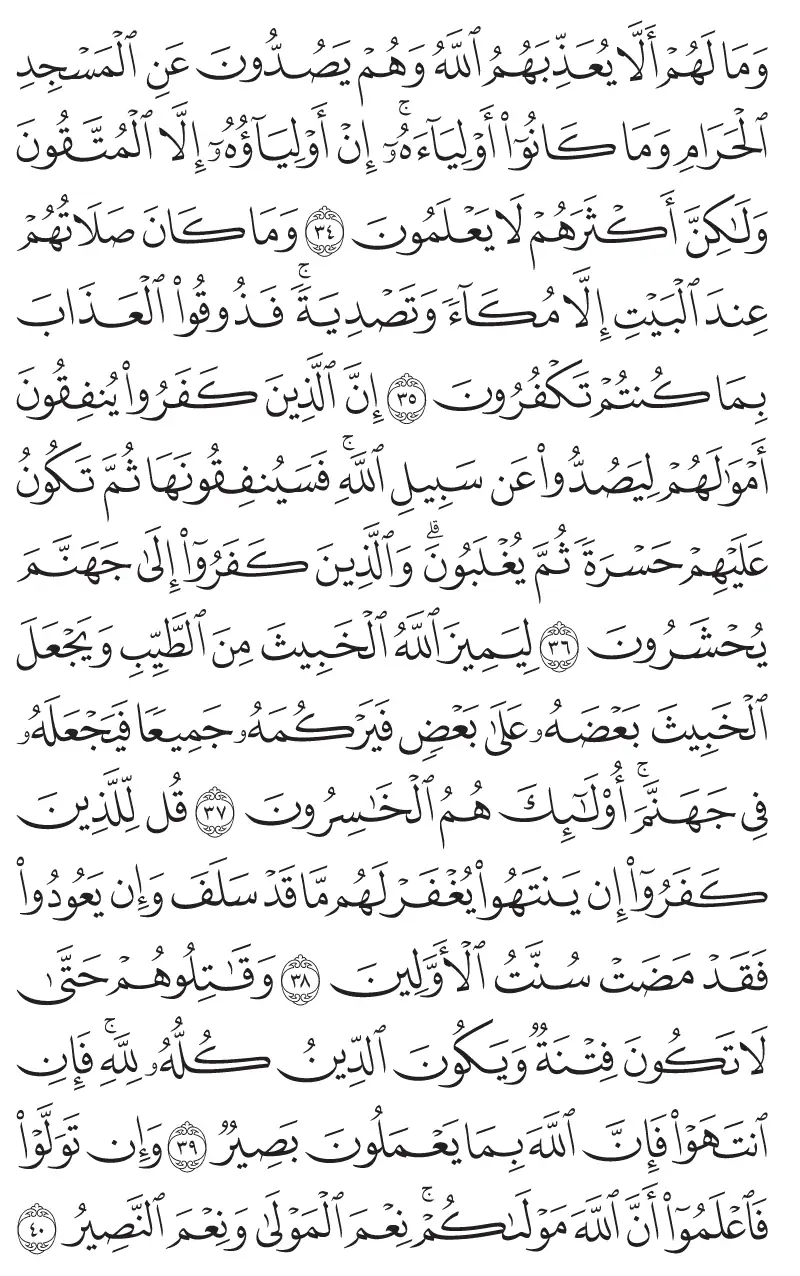 وَمَا لَهُمْ أَلَّا يُعَذِّبَهُمُ ٱللَّهُ وَهُمْ يَصُدُّونَ عَنِ ٱلْمَسْجِدِ
ٱلْحَرَامِ وَمَا كَانُوٓا۟ أَوْلِيَآءَهُۥٓ ۚ إِنْ أَوْلِيَآؤُهُۥٓ إِلَّا ٱلْمُتَّقُونَ
وَلَـٰكِنَّ أَكْثَرَهُمْ لَا يَعْلَمُونَ ٣٤ وَمَا كَانَ صَلَاتُهُمْ
عِندَ ٱلْبَيْتِ إِلَّا مُكَآءً وَتَصْدِيَةً ۚ فَذُوقُوا۟ ٱلْعَذَابَ
بِمَا كُنتُمْ تَكْفُرُونَ ٣٥ إِنَّ ٱلَّذِينَ كَفَرُوا۟ يُنفِقُونَ
أَمْوَٰلَهُمْ لِيَصُدُّوا۟ عَن سَبِيلِ ٱللَّهِ ۚ فَسَيُنفِقُونَهَا ثُمَّ تَكُونُ
عَلَيْهِمْ حَسْرَةً ثُمَّ يُغْلَبُونَ ۗ وَٱلَّذِينَ كَفَرُوٓا۟ إِلَىٰ جَهَنَّمَ
يُحْشَرُونَ ٣٦ لِيَمِيزَ ٱللَّهُ ٱلْخَبِيثَ مِنَ ٱلطَّيِّبِ وَيَجْعَلَ
ٱلْخَبِيثَ بَعْضَهُۥ عَلَىٰ بَعْضٍ فَيَرْكُمَهُۥ جَمِيعًا فَيَجْعَلَهُۥ
فِى جَهَنَّمَ ۚ أُو۟لَـٰٓئِكَ هُمُ ٱلْخَـٰسِرُونَ ٣٧ قُل لِّلَّذِينَ
كَفَرُوٓا۟ إِن يَنتَهُوا۟ يُغْفَرْ لَهُم مَّا قَدْ سَلَفَ وَإِن يَعُودُوا۟
فَقَدْ مَضَتْ سُنَّتُ ٱلْأَوَّلِينَ ٣٨ وَقَـٰتِلُوهُمْ حَتَّىٰ
لَا تَكُونَ فِتْنَةٌ وَيَكُونَ ٱلدِّينُ كُلُّهُۥ لِلَّهِ ۚ فَإِنِ
ٱنتَهَوْا۟ فَإِنَّ ٱللَّهَ بِمَا يَعْمَلُونَ بَصِيرٌ ٣٩ وَإِن تَوَلَّوْا۟
فَٱعْلَمُوٓا۟ أَنَّ ٱللَّهَ مَوْلَىٰكُمْ ۚ نِعْمَ ٱلْمَوْلَىٰ وَنِعْمَ ٱلنَّصِيرُ ٤٠